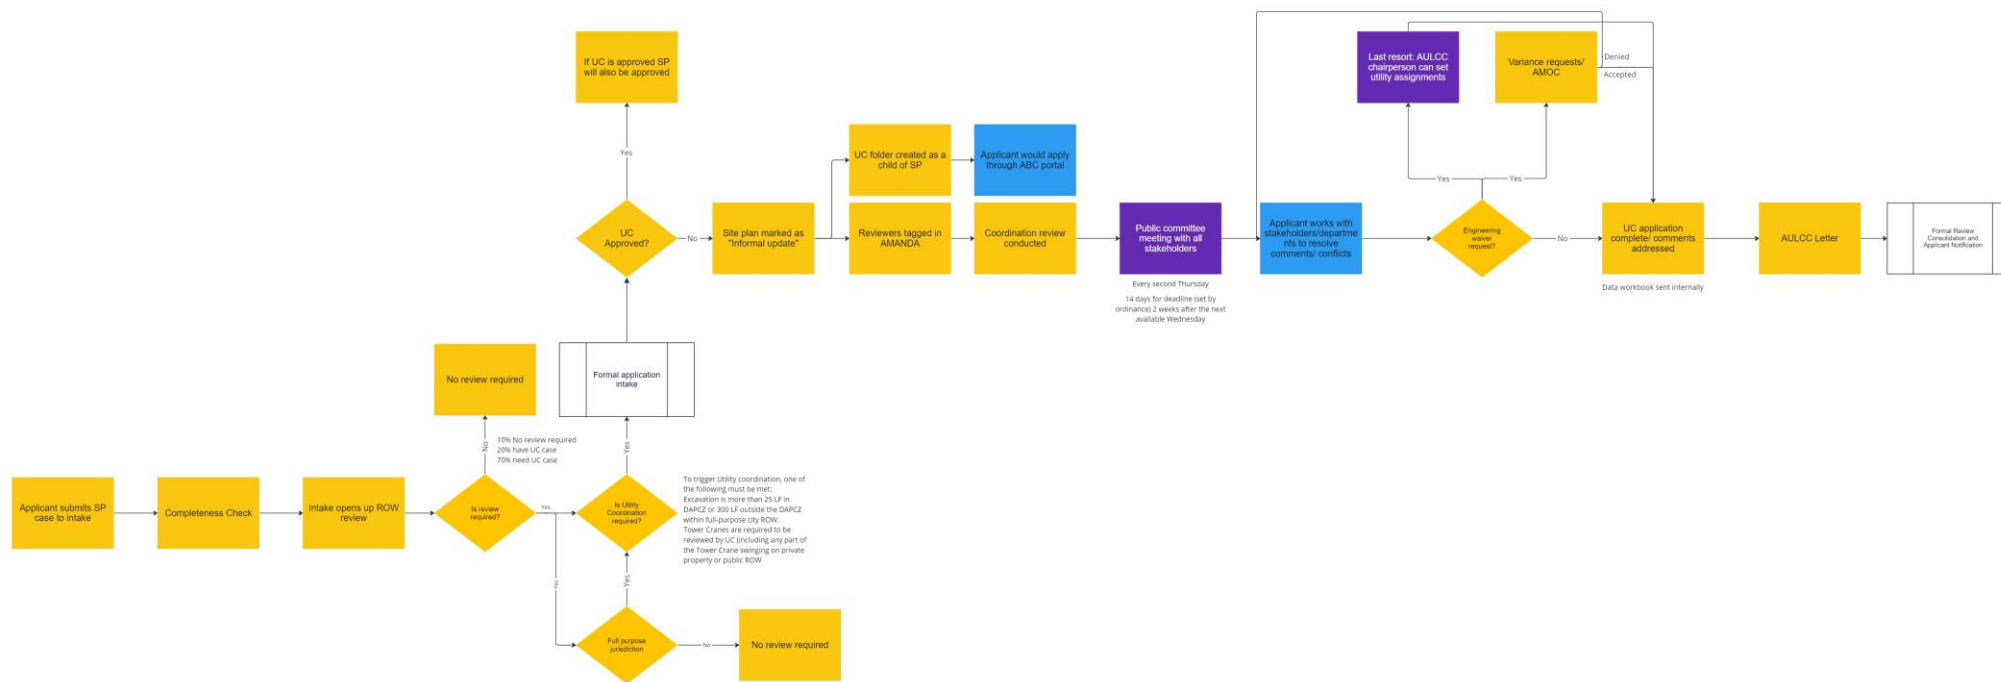 If UC is approved SP
will also be approved
Yes
UC
Approved?
No
Site plan marked as
"Informal update"
UC folder created as a
child of SP
Applicant would apply
through ABC portal
Reviewers tagged in
AMANDA
Coordination review
conducted
Public committee
meeting with all
stakeholders
Every second Thursday
14 days for deadline (set by
ordinance) 2 weeks after the next
available Wednesday
Applicant works with
stakeholders/departme
nts to resolve
comments/ conflicts
Engineering
waiver
request?
Yes
Yes
No
Last resort: AULCC
chairperson can set
utility assignments
Variance requests/
AMOC
Denied
Accepted
UC application
complete/ comments
addressed
Data workbook sent internally
AULCC Letter
Formal Review
Consolidation and
Applicant Notification
Formal application
intake
Yes
No review required
No
10% No review required
20% have UC case
70% need UC case
Applicant submits SP
case to intake
Completeness Check
Intake opens up ROW
review
Is review
required?
Yes
Yes
Is Utility
Coordination
required?
To trigger Utility coordination, one of
the following must be met:
Excavation is more than 25 LF in
DAPCZ or 300 LF outside the DAPCZ
within full-purpose city ROW.
Tower Cranes are required to be
reviewed by UC (including any part of
the Tower Crane swinging on private
property or public ROW
Yes
Full purpose
jurisdiction
No
No review required